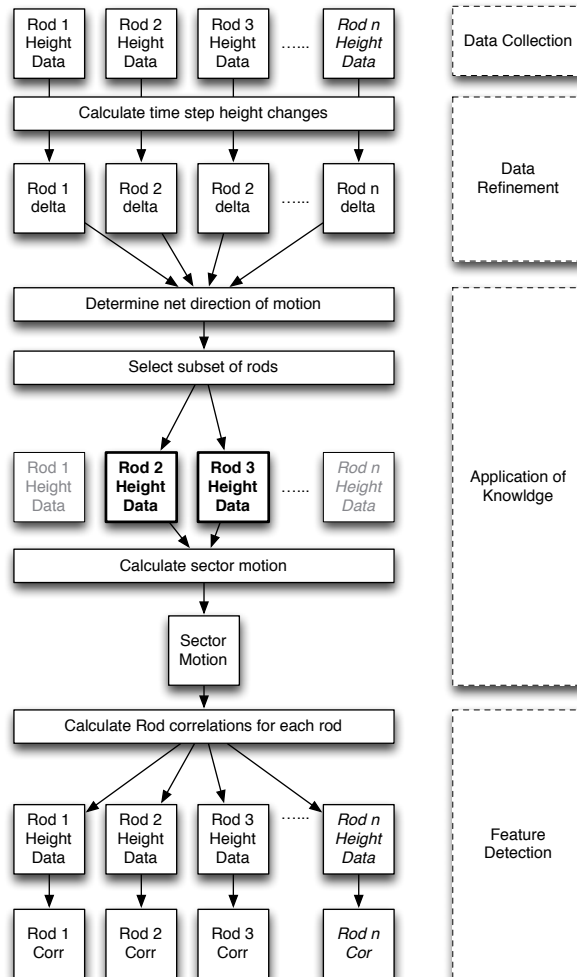 Rod 1 Height Data
Rod 2 Height Data
Rod 3 Height Data
......
Rod n Height Data
Data Collection
Calculate time step height changes
Rod 1 delta
Rod 2 delta
Rod 2 delta
......
Rod n delta
Data Refinement
Determine net direction of motion
Select subset of rods
Rod 1 Height Data
Rod 2 Height Data
Rod 3 Height Data
......
Rod n Height Data
Application of Knowldge
Calculate sector motion
Sector Motion
Calculate Rod correlations for each rod
Rod 1 Height Data
Rod 2 Height Data
Rod 3 Height Data
......
Rod n Height Data
Feature Detection
Rod 1 Corr
Rod 2 Corr
Rod 3 Corr
Rod n Cor